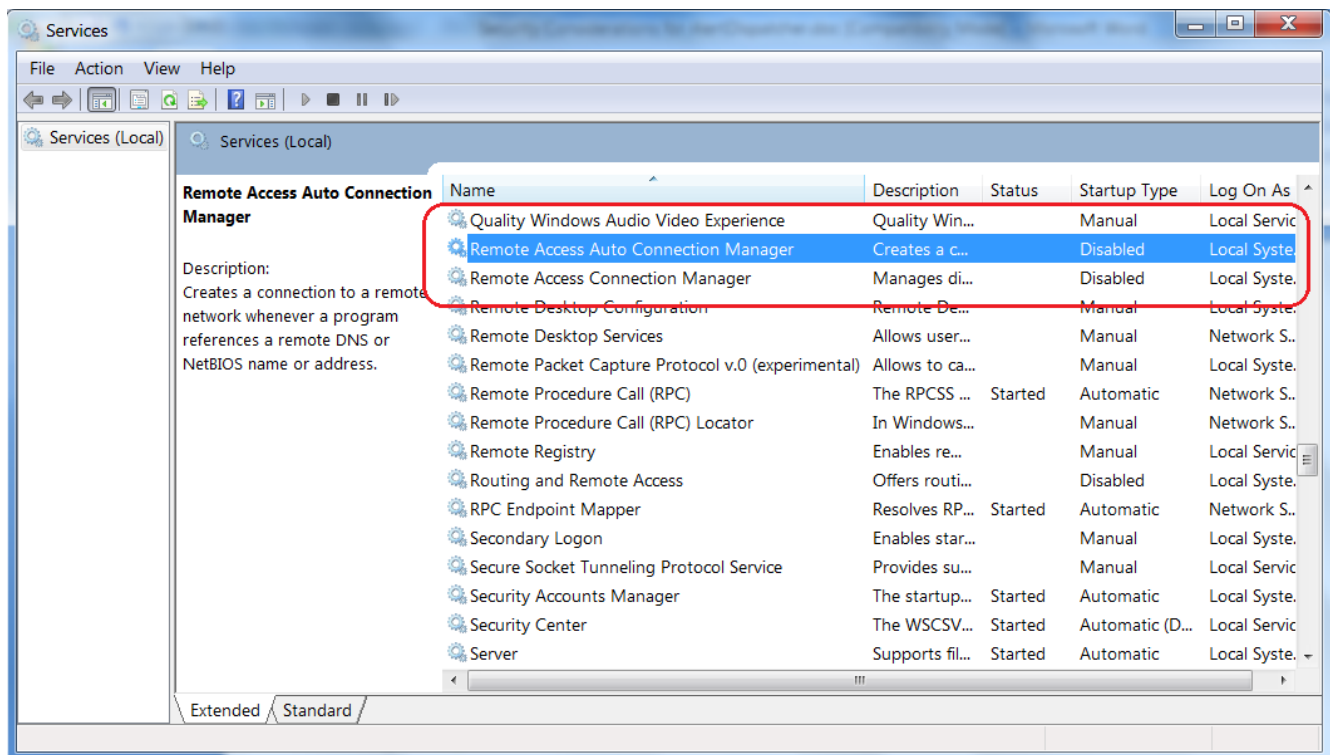 Services
File Action View Help
Services (Local)
Services (Local)
Remote Access Auto Connection Manager
Description:
Creates a connection to a remote
network whenever a program
references a remote DNS or
NetBIOS name or address.
Name Description Status Startup Type Log On As
Quality Windows Audio Video Experience Quality Win... Manual Local Servic
Remote Access Auto Connection Manager Creates a c... Disabled Local Syste.
Remote Access Connection Manager Manages di... Disabled Local Syste.
Remote Desktop Configuration Remote De... Manual Local Syste.
Remote Desktop Services Allows user... Manual Network S..
Remote Packet Capture Protocol v.0 (experimental) Allows to ca... Manual Local Syste.
Remote Procedure Call (RPC) The RPCSS ... Started Automatic Network S..
Remote Procedure Call (RPC) Locator In Windows... Manual Network S..
Remote Registry Enables re... Manual Local Servic
Routing and Remote Access Offers routi... Disabled Local Syste.
RPC Endpoint Mapper Resolves RP... Started Automatic Network S..
Secondary Logon Enables star... Manual Local Syste.
Secure Socket Tunneling Protocol Service Provides su... Manual Local Servic
Security Accounts Manager The startup... Started Automatic Local Syste.
Security Center The WSCSV... Started Automatic (D... Local Servic
Server Supports fil... Started Automatic Local Syste.
Extended Standard